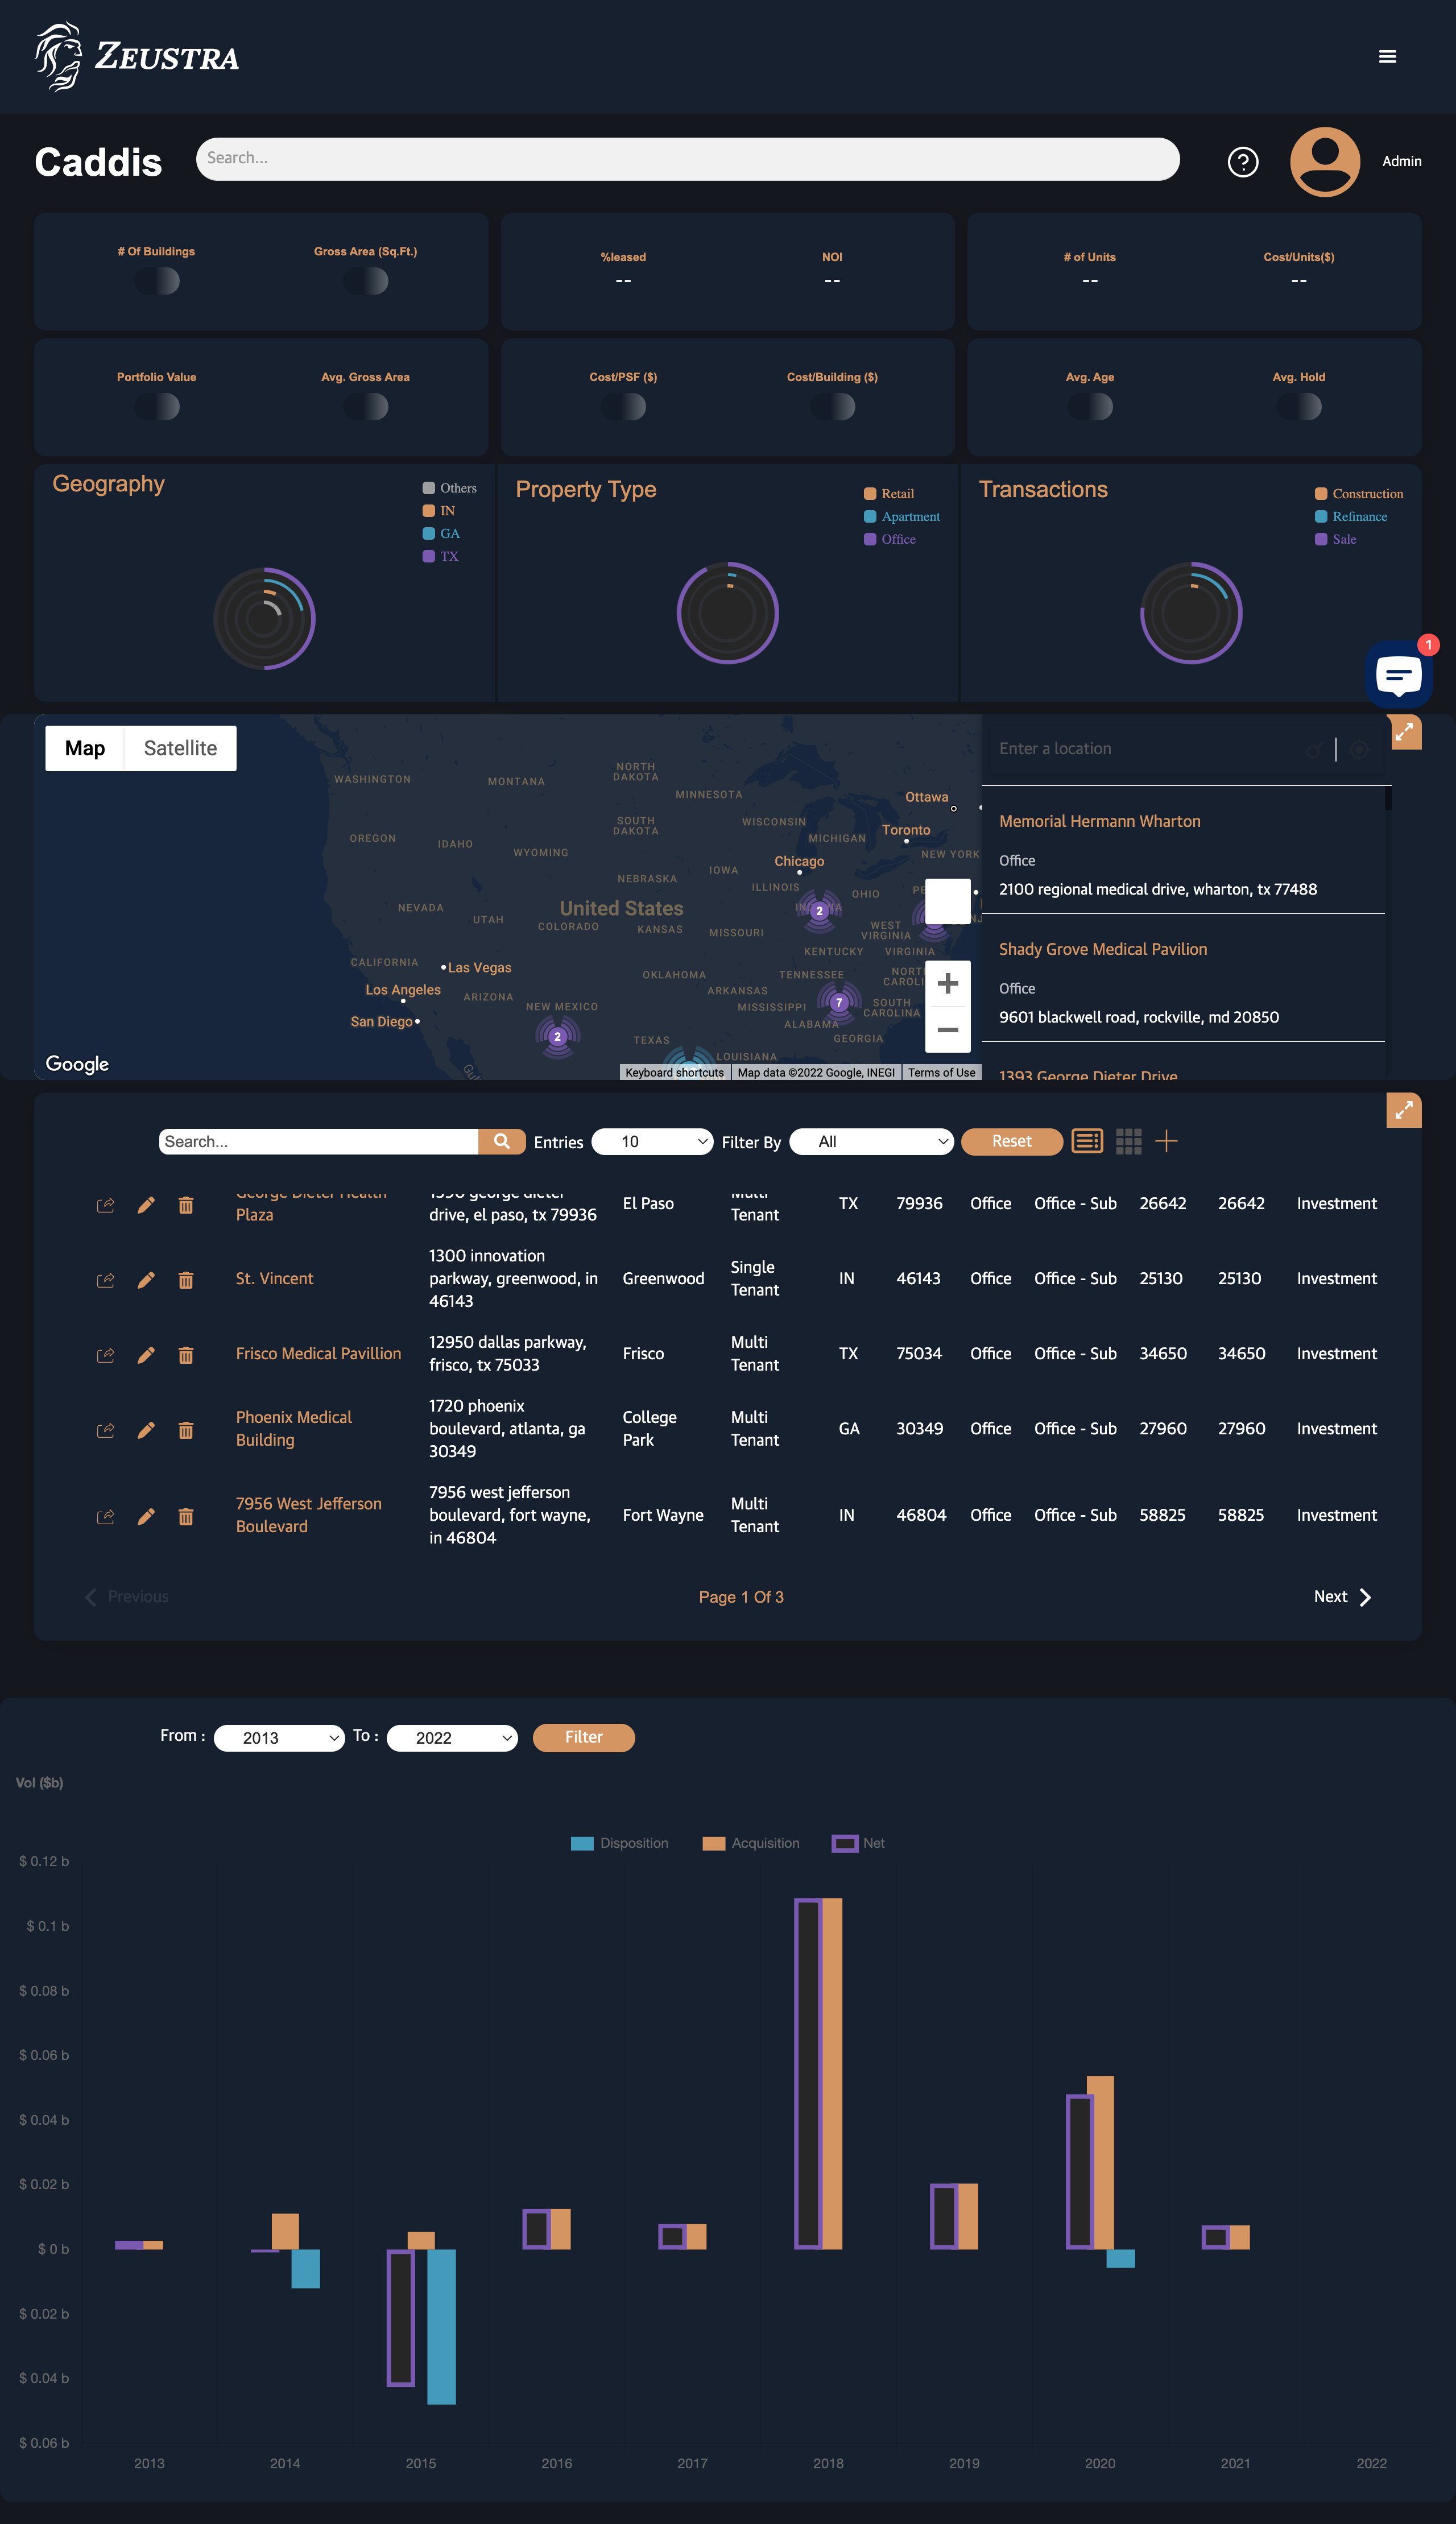 ZEUSTRA
Caddis
Search...
Admin
# Of Buildings
Gross Area (Sq.Ft.)
%leased
--
NOI
--
# of Units
--
Cost/Units($)
--
Portfolio Value
Avg. Gross Area
Cost/PSF ($)
Cost/Building ($)
Avg. Age
Avg. Hold
Geography
Others
IN
GA
TX
Property Type
Retail
Apartment
Office
Transactions
Construction
Refinance
Sale
1
Map
Satellite
WASHINGTON
MONTANA
NORTH DAKOTA
MINNESOTA
Ottawa
OREGON
IDAHO
SOUTH DAKOTA
WISCONSIN
MICHIGAN
Toronto
WYOMING
Chicago
NEW YORK
IOWA
NEBRASKA
ILLINOIS
OHIO
NEVADA
UTAH
United States
COLORADO
KANSAS
MISSOURI
2
WEST VIRGINIA
KENTUCKY
VIRGINIA
CALIFORNIA
Las Vegas
OKLAHOMA
TENNESSEE
Los Angeles
ARIZONA
NEW MEXICO
ARKANSAS
MISSISSIPPI
7
SOUTH CAROLINA
San Diego
ALABAMA
GEORGIA
2
TEXAS
LOUISIANA
Google
Keyboard shortcuts
Map data ©2022 Google, INEGI
Terms of Use
Enter a location
Memorial Hermann Wharton
Office
2100 regional medical drive, wharton, tx 77488
Shady Grove Medical Pavilion
Office
9601 blackwell road, rockville, md 20850
1393 George Dieter Drive
Search...
Entries
10
Filter By
All
Reset
George Dieter Health
Plaza
drive, el paso, tx 79936
El Paso
Multi
Tenant
TX
79936
Office
Office - Sub
26642
26642
Investment
St. Vincent
1300 innovation
parkway, greenwood, in
46143
Greenwood
Single
Tenant
IN
46143
Office
Office - Sub
25130
25130
Investment
Frisco Medical Pavillion
12950 dallas parkway,
frisco, tx 75033
Frisco
Multi
Tenant
TX
75034
Office
Office - Sub
34650
34650
Investment
Phoenix Medical
Building
1720 phoenix
boulevard, atlanta, ga
30349
College
Park
Multi
Tenant
GA
30349
Office
Office - Sub
27960
27960
Investment
7956 West Jefferson
Boulevard
7956 west jefferson
boulevard, fort wayne,
in 46804
Fort Wayne
Multi
Tenant
IN
46804
Office
Office - Sub
58825
58825
Investment
Previous
Page 1 Of 3
Next
From :
2013
To :
2022
Filter
Vol ($b)
Disposition
Acquisition
Net
$ 0.12 b
$ 0.1 b
$ 0.08 b
$ 0.06 b
$ 0.04 b
$ 0.02 b
$ 0 b
$ 0.02 b
$ 0.04 b
$ 0.06 b
2013
2014
2015
2016
2017
2018
2019
2020
2021
2022